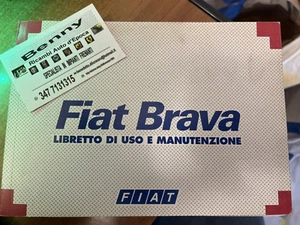 Benny
Ricambi Auto d'Epoca
SPECIALISTA IN IMPIANTI FRENANTI
347 7131315
Fiat Brava
LIBRETTO DI USO E MANUTENZIONE
FIAT